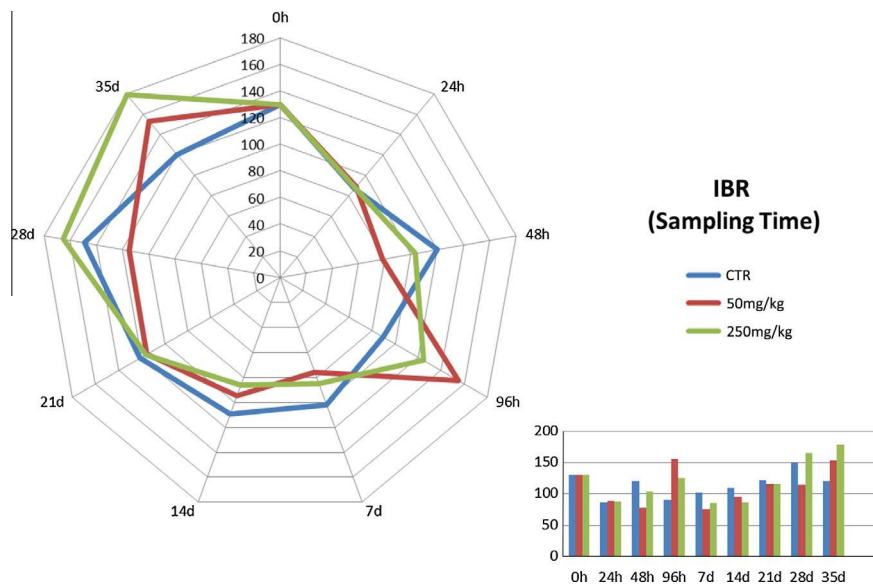 0h
180
160
140
120
100
80
60
40
20
0
24h
48h
96h
7d
14d
21d
28d
35d
IBR
(Sampling Time)
CTR
50mg/kg
250mg/kg
200
150
100
50
0
0h 24h 48h 96h 7d 14d 21d 28d 35d